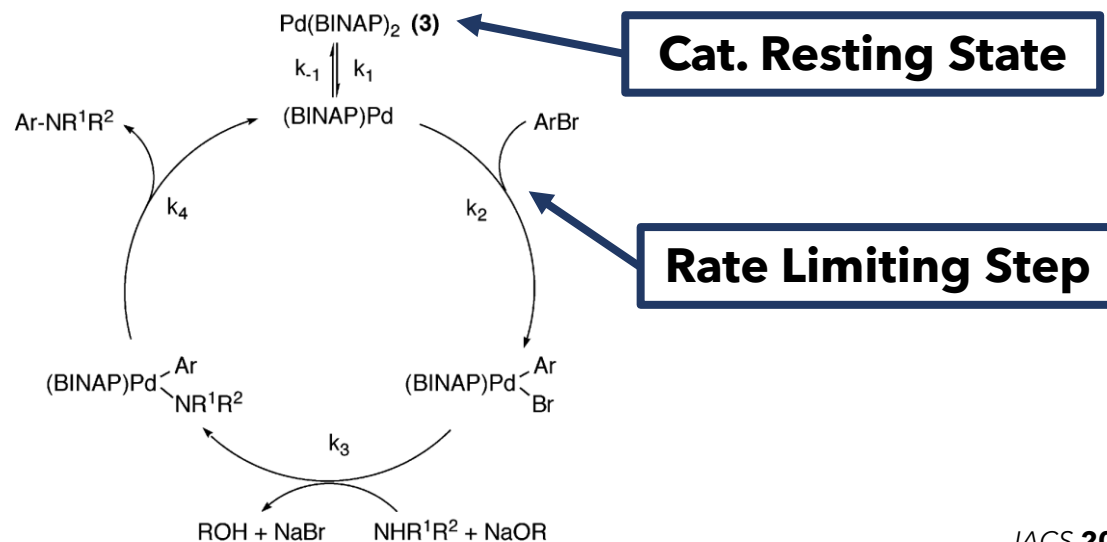 Pd(BINAP)₂ (3)
Cat. Resting State
k₋₁ k₁
Ar-NR¹R²
(BINAP)Pd
ArBr
k₄
k₂
Rate Limiting Step
(BINAP)Pd Ar NR¹R²
(BINAP)Pd Ar Br
k₃
ROH + NaBr NHR¹R² + NaOR